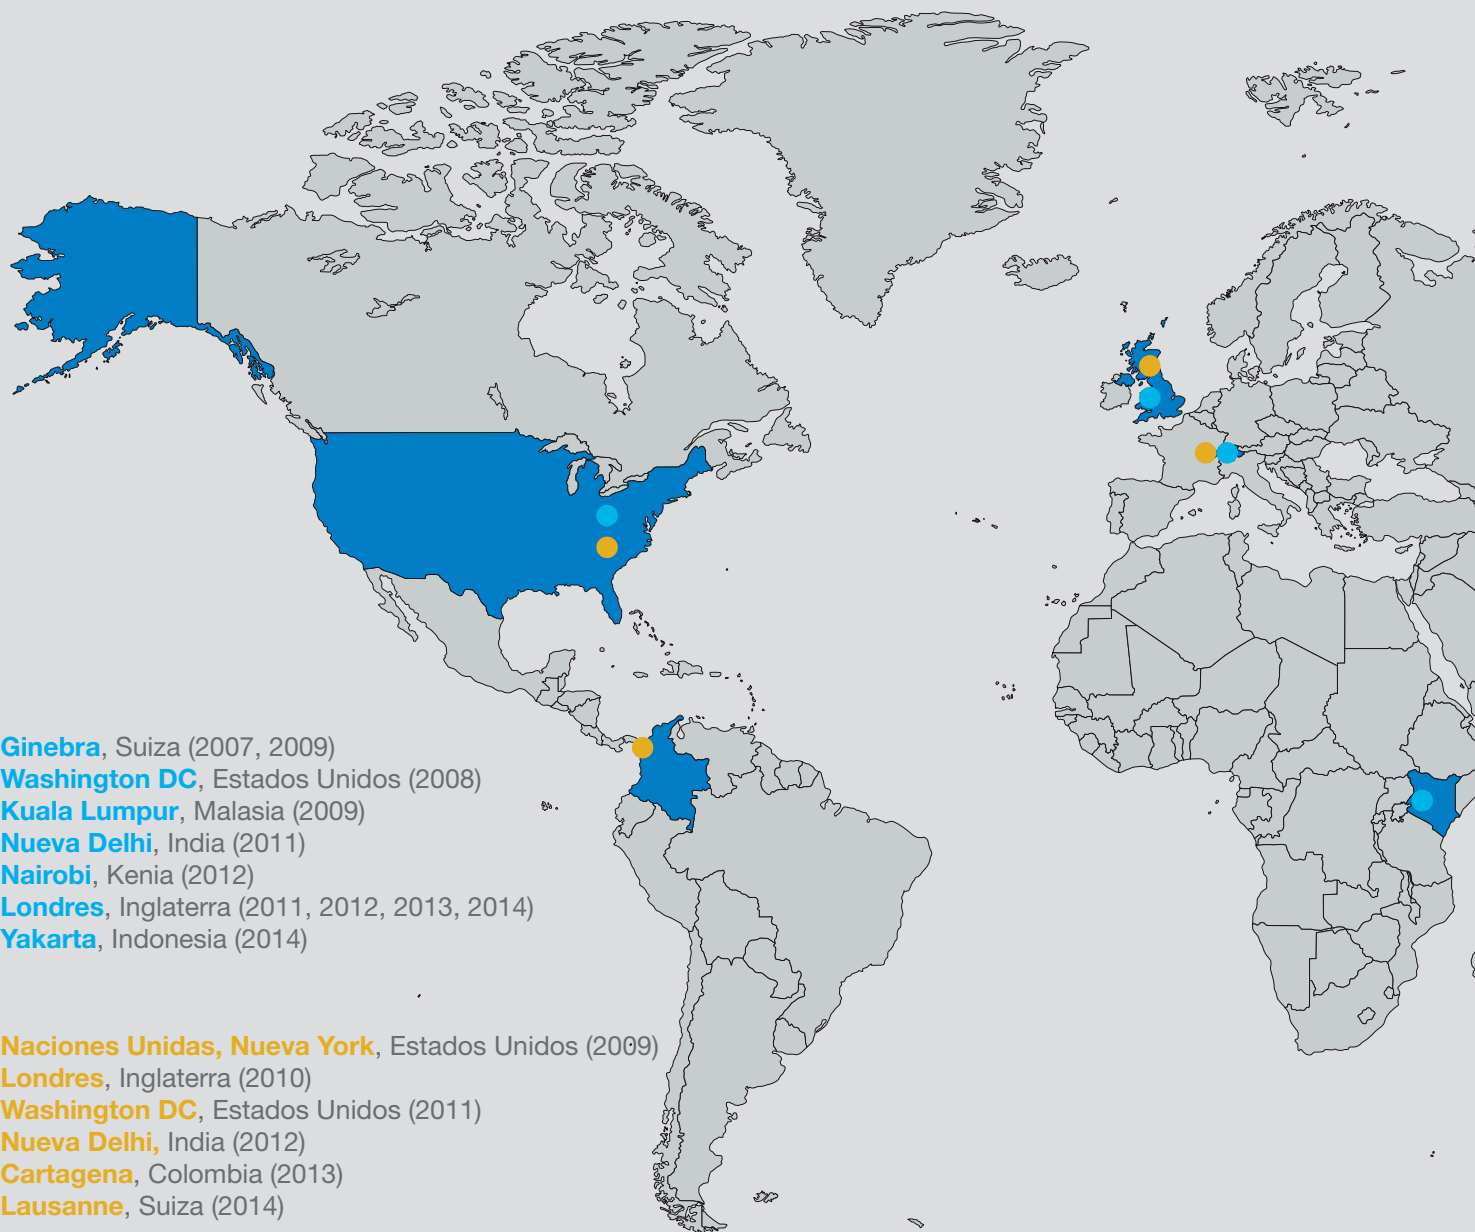 Ginebra, Suiza (2007, 2009)
Washington DC, Estados Unidos (2008)
Kuala Lumpur, Malasia (2009)
Nueva Delhi, India (2011)
Nairobi, Kenia (2012)
Londres, Inglaterra (2011, 2012, 2013, 2014)
Yakarta, Indonesia (2014)
Naciones Unidas, Nueva York, Estados Unidos (2009)
Londres, Inglaterra (2010)
Washington DC, Estados Unidos (2011)
Nueva Delhi, India (2012)
Cartagena, Colombia (2013)
Lausanne, Suiza (2014)